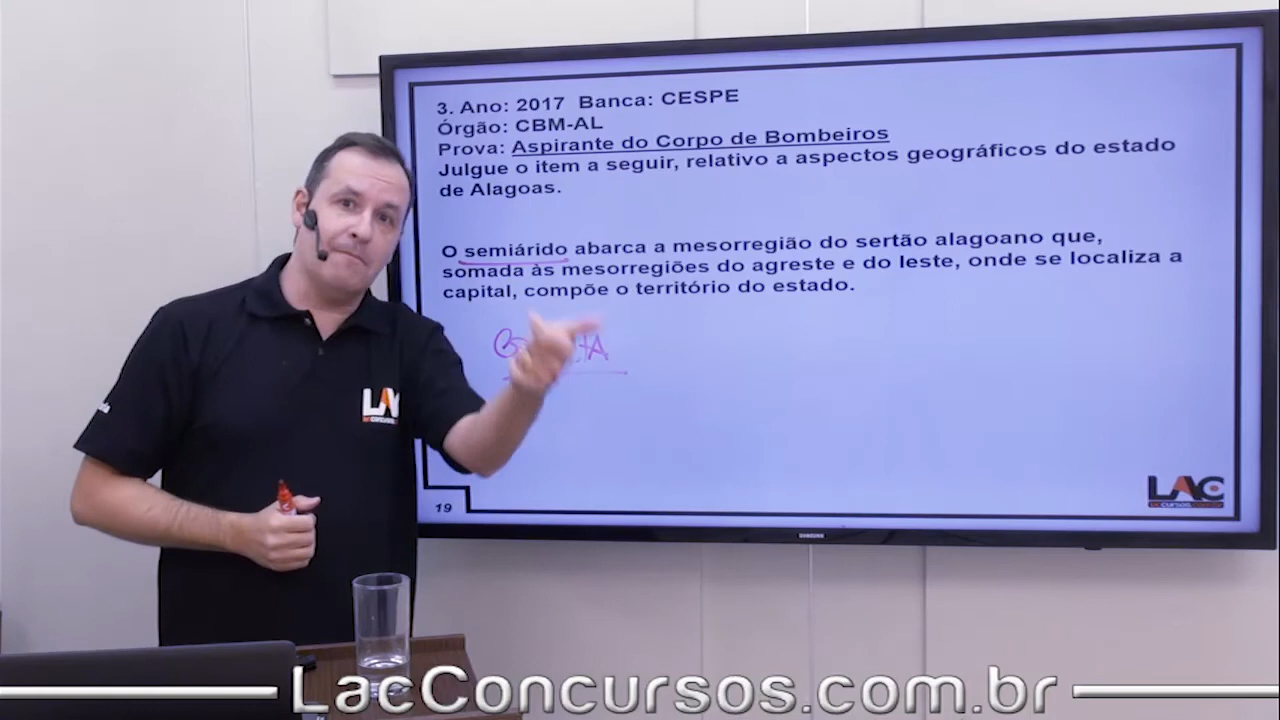 3. Ano: 2017 Banca: CESPE
Órgão: CBM-AL
Prova: Aspirante do Corpo de Bombeiros
Julgue o item a seguir, relativo a aspectos geográficos do estado
de Alagoas.
O semiárido abarca a mesorregião do sertão alagoano que,
somada às mesorregiões do agreste e do leste, onde se localiza a
capital, compõe o território do estado.
LAC
19
LAC
SAMSUNG
LacConcursos.com.br